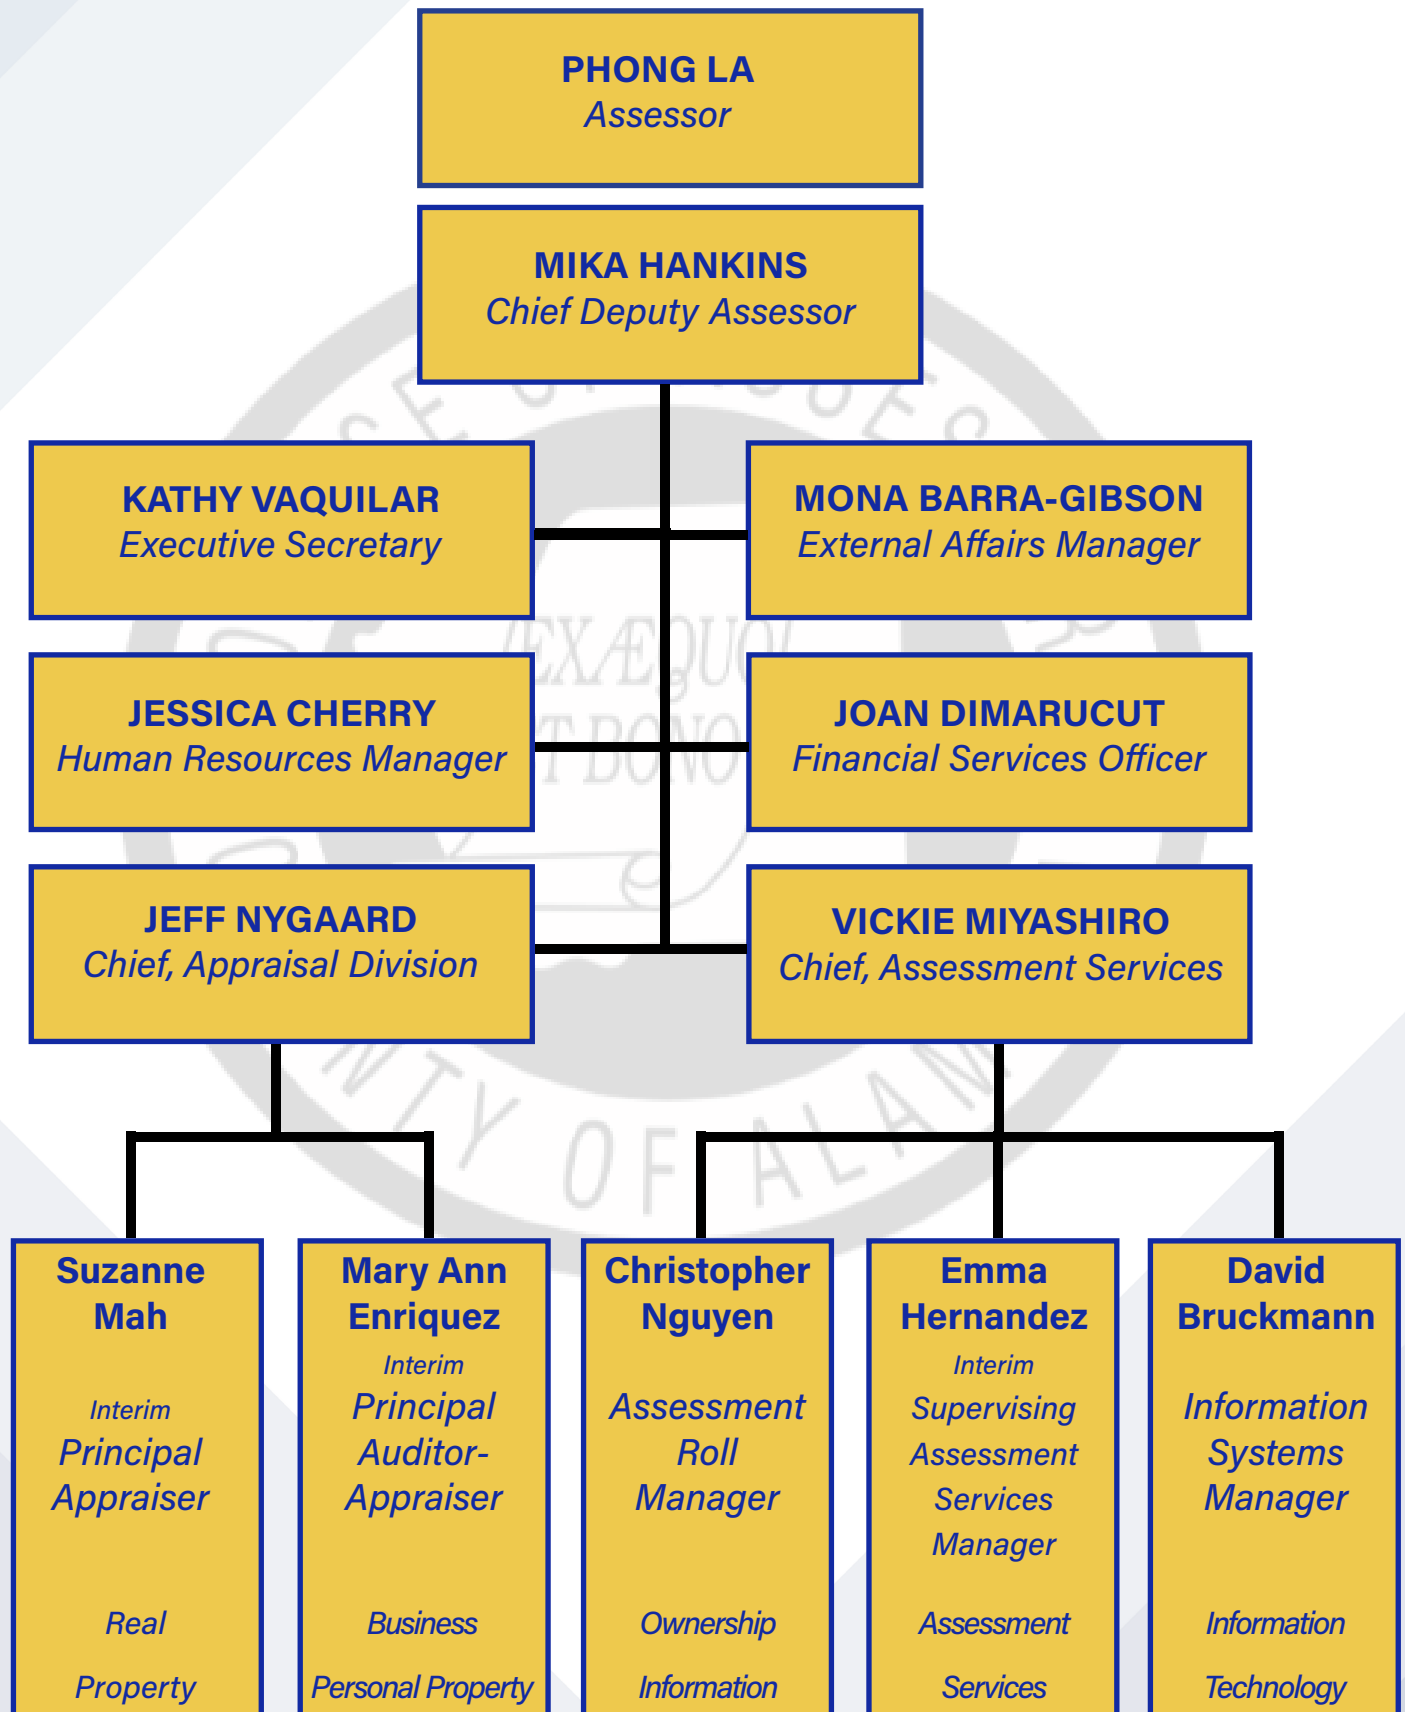 PHONG LA
Assessor
MIKA HANKINS
Chief Deputy Assessor
KATHY VAQUILAR
Executive Secretary
MONA BARRA-GIBSON
External Affairs Manager
JESSICA CHERRY
Human Resources Manager
JOAN DIMARUCUT
Financial Services Officer
JEFF NYGAARD
Chief, Appraisal Division
VICKIE MIYASHIRO
Chief, Assessment Services
Suzanne
Mah
Interim
Principal
Appraiser
Real
Property
Mary Ann
Enriquez
Interim
Principal
Auditor-
Appraiser
Business
Personal Property
Christopher
Nguyen
Assessment
Roll
Manager
Ownership
Information
Emma
Hernandez
Interim
Supervising
Assessment
Services
Manager
Assessment
Services
David
Bruckmann
Information
Systems
Manager
Information
Technology